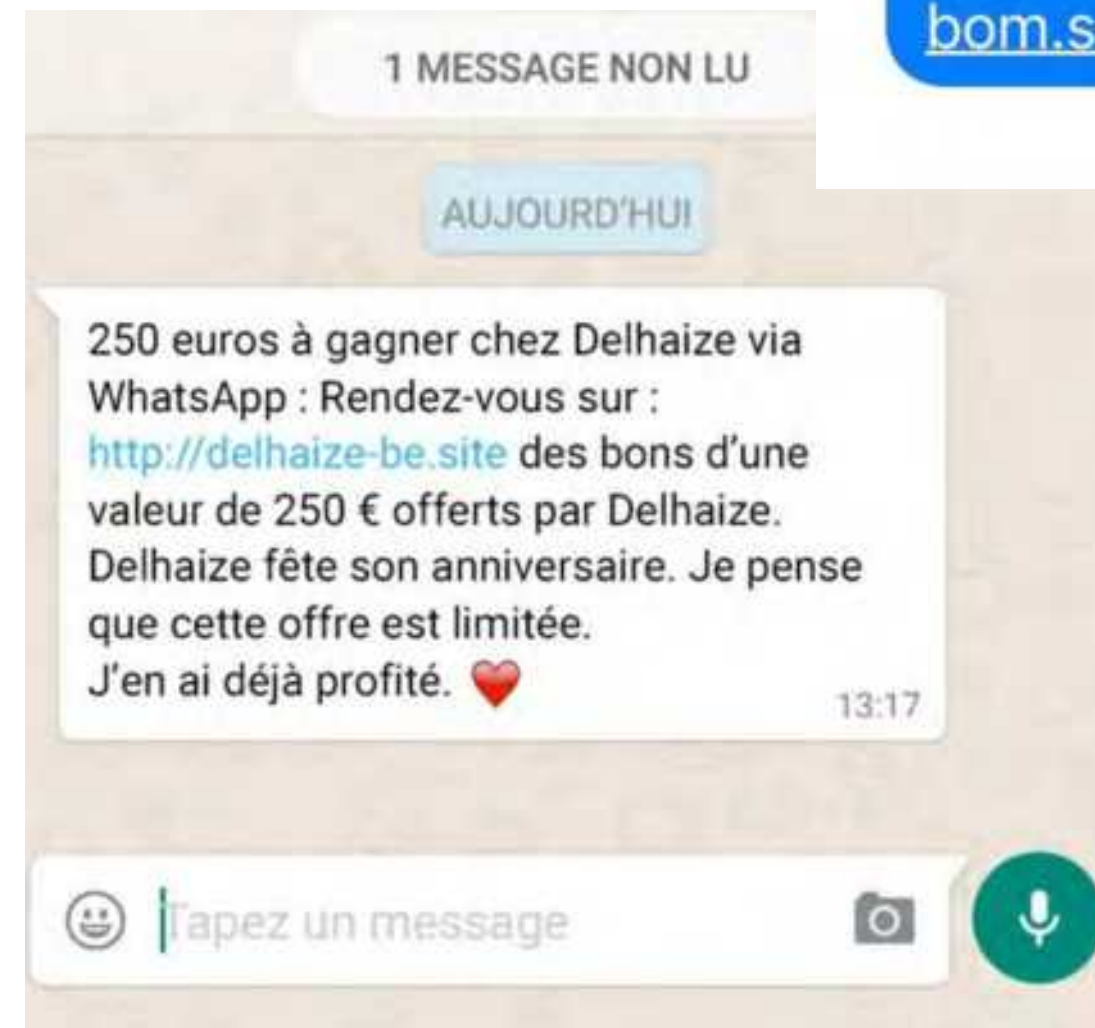 bom.s
1 MESSAGE NON LU
AUJOURD'HUI
250 euros à gagner chez Delhaize via
WhatsApp : Rendez-vous sur :
http://delhaize-be.site des bons d'une
valeur de 250 € offerts par Delhaize.
Delhaize fête son anniversaire. Je pense
que cette offre est limitée.
J'en ai déjà profité. ❤️
13:17
Tapez un message